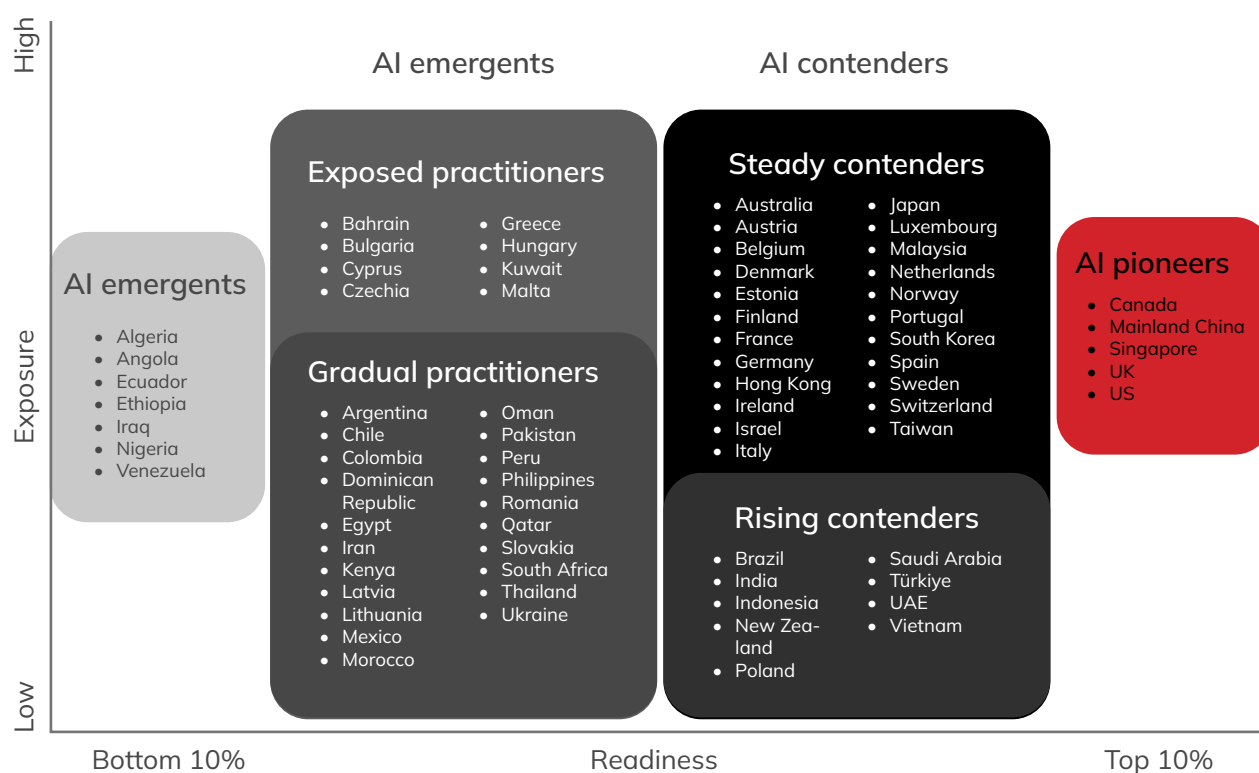 High
Exposure
Low
AI emergents
AI contenders
AI emergents
• Algeria
• Angola
• Ecuador
• Ethiopia
• Iraq
• Nigeria
• Venezuela
Exposed practitioners
• Bahrain
• Bulgaria
• Cyprus
• Czechia
• Greece
• Hungary
• Kuwait
• Malta
Gradual practitioners
• Argentina
• Chile
• Colombia
• Dominican
Republic
• Egypt
• Iran
• Kenya
• Latvia
• Lithuania
• Mexico
• Morocco
• Oman
• Pakistan
• Peru
• Philippines
• Romania
• Qatar
• Slovakia
• South Africa
• Thailand
• Ukraine
Steady contenders
• Australia
• Austria
• Belgium
• Denmark
• Estonia
• Finland
• France
• Germany
• Hong Kong
• Ireland
• Israel
• Italy
• Japan
• Luxembourg
• Malaysia
• Netherlands
• Norway
• Portugal
• South Korea
• Spain
• Sweden
• Switzerland
• Taiwan
Rising contenders
• Brazil
• India
• Indonesia
• New Zea-
land
• Poland
• Saudi Arabia
• Türkiye
• UAE
• Vietnam
AI pioneers
• Canada
• Mainland China
• Singapore
• UK
• US
Bottom 10%
Readiness
Top 10%